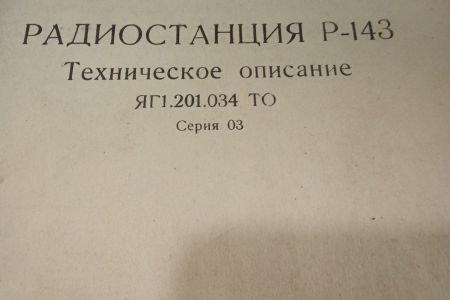 РАДИОСТАНЦИЯ Р-143
Техническое описание
ЯГ1.201.034 ТО
Серия 03